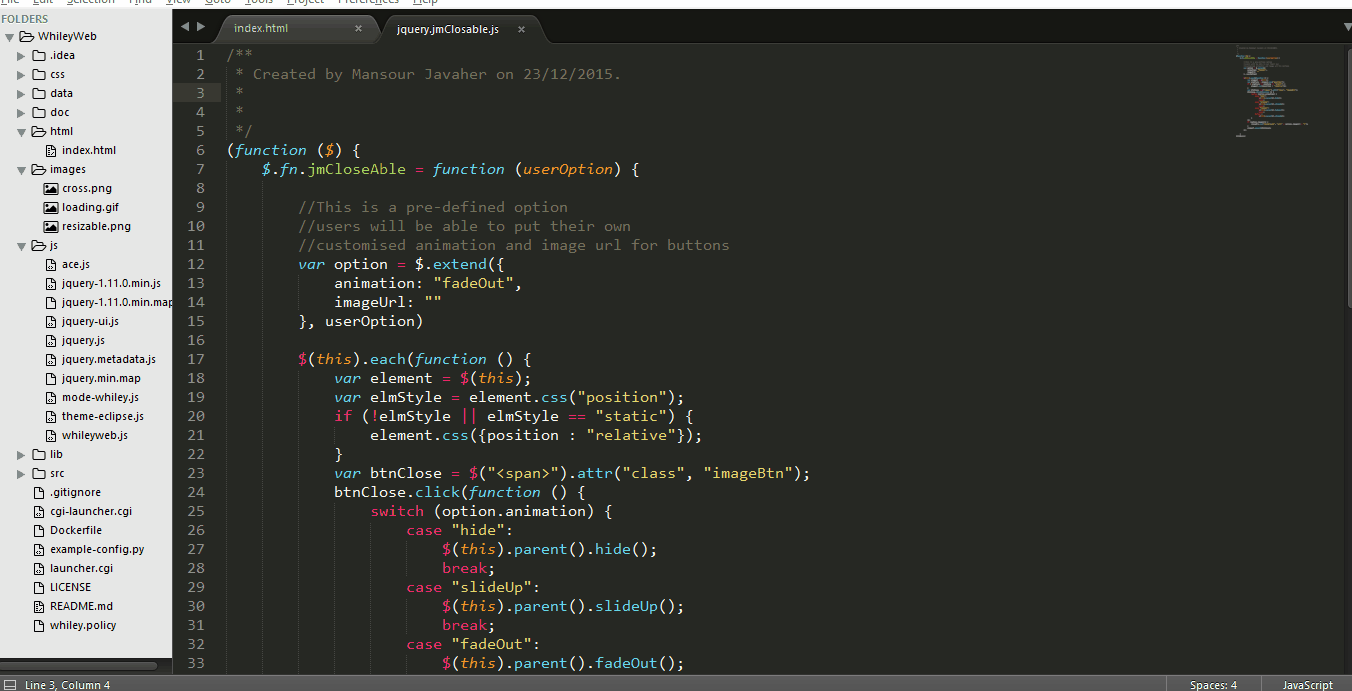 File Edit Selection Find View Goto Tools Project Preferences Help
FOLDERS
WhileyWeb
.idea
css
data
doc
html
index.html
images
cross.png
loading.gif
resizable.png
js
ace.js
jquery-1.11.0.min.js
jquery-1.11.0.min.map
jquery-ui.js
jquery.js
jquery.metadata.js
jquery.min.map
mode-whiley.js
theme-eclipse.js
whileyweb.js
lib
src
.gitignore
cgi-launcher.cgi
Dockerfile
example-config.py
launcher.cgi
LICENSE
README.md
whiley.policy
index.html × jquery.jmClosable.js ×
1 /**
2  * Created by Mansour Javaher on 23/12/2015.
3  *
4  *
5  */
6 (function ($) {
7     $.fn.jmCloseAble = function (userOption) {
8
9         //This is a pre-defined option
10         //users will be able to put their own
11         //customised animation and image url for buttons
12         var option = $.extend({
13             animation: "fadeOut",
14             imageUrl: ""
15         }, userOption)
16
17         $(this).each(function () {
18             var element = $(this);
19             var elmStyle = element.css("position");
20             if (!elmStyle || elmStyle == "static") {
21                 element.css({position : "relative"});
22             }
23             var btnClose = $("<span>").attr("class", "imageBtn");
24             btnClose.click(function () {
25                 switch (option.animation) {
26                     case "hide":
27                         $(this).parent().hide();
28                         break;
29                     case "slideUp":
30                         $(this).parent().slideUp();
31                         break;
32                     case "fadeOut":
33                         $(this).parent().fadeOut();
Line 3, Column 4 Spaces: 4 JavaScript